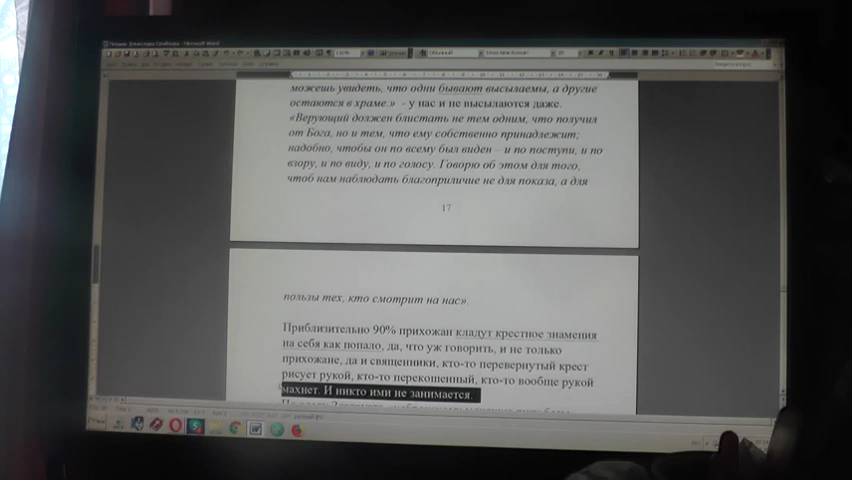 можешь увидеть, что одни бывают высылаемы, а другие
остаются в храме.» - у нас и не высылаются даже.
«Верующий должен блистать не тем одним, что получил
от Бога, но и тем, что ему собственно принадлежит;
надобно, чтобы он по всему был виден – и по поступи, и по
взору, и по виду, и по голосу. Говорю об этом для того,
чтоб нам наблюдать благоприличие не для показа, а для
17
пользы тех, кто смотрит на нас».
Приблизительно 90% прихожан кладут крестное знамения
на себя как попало, да, что уж говорить, и не только
прихожане, да и священники, кто-то перевернутый крест
рисует рукой, кто-то перекошенный, кто-то вообще рукой
махнет. И никто ими не занимается.